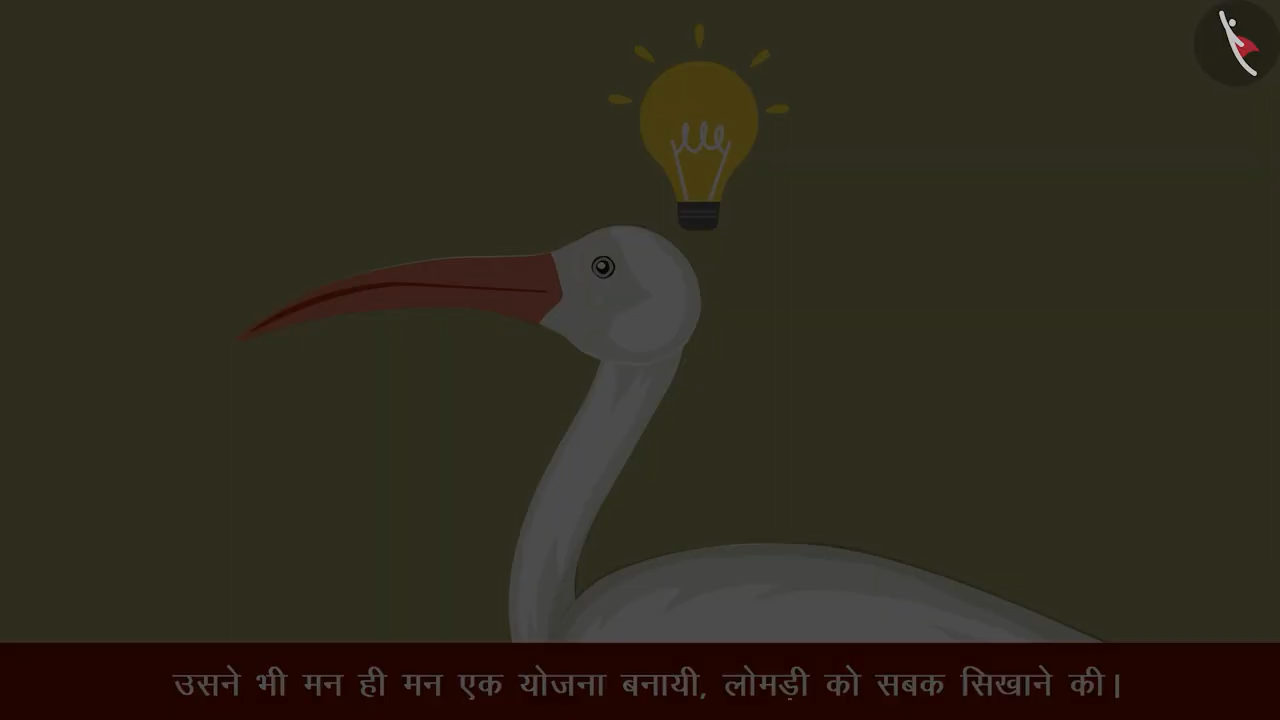 उसने भी मन ही मन एक योजना बनायी, लोमड़ी को सबक सिखाने की।